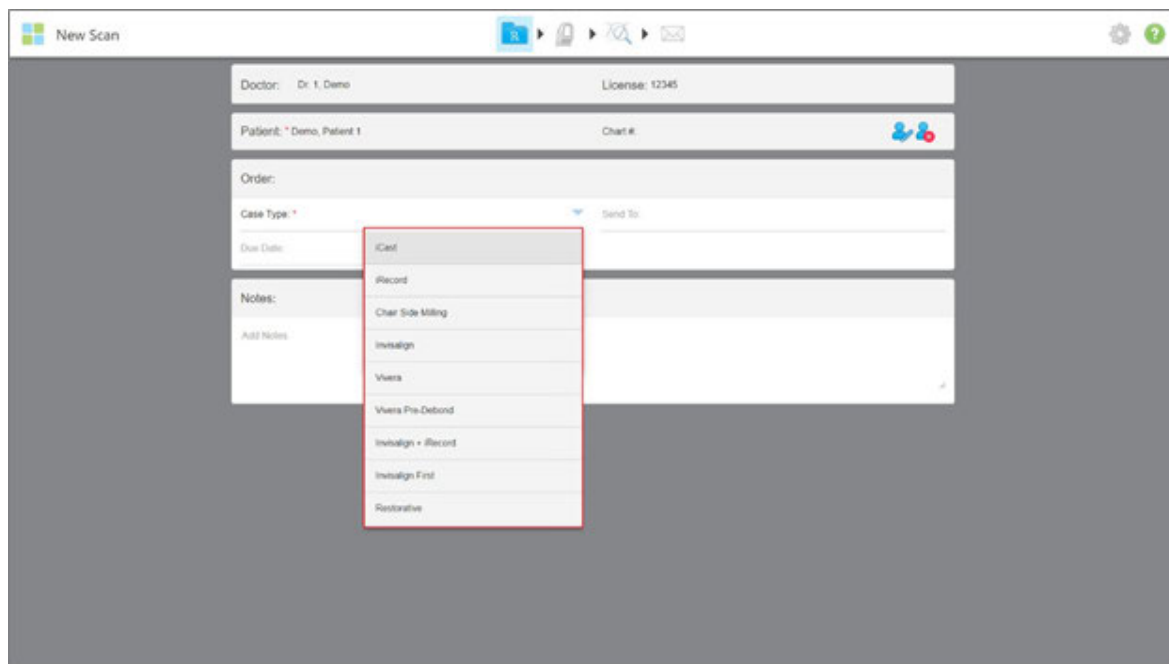 New Scan
R
?
Doctor: Dr. 1, Demo License: 12345
Patient: * Demo, Patient 1 Chart #:
Order:
Case Type: * Send To:
Due Date:
iCast
iRecord
Notes:
Chair Side Milling
Add Notes
Invisalign
Vivera
Vivera Pre-Debond
Invisalign + iRecord
Invisalign First
Restorative